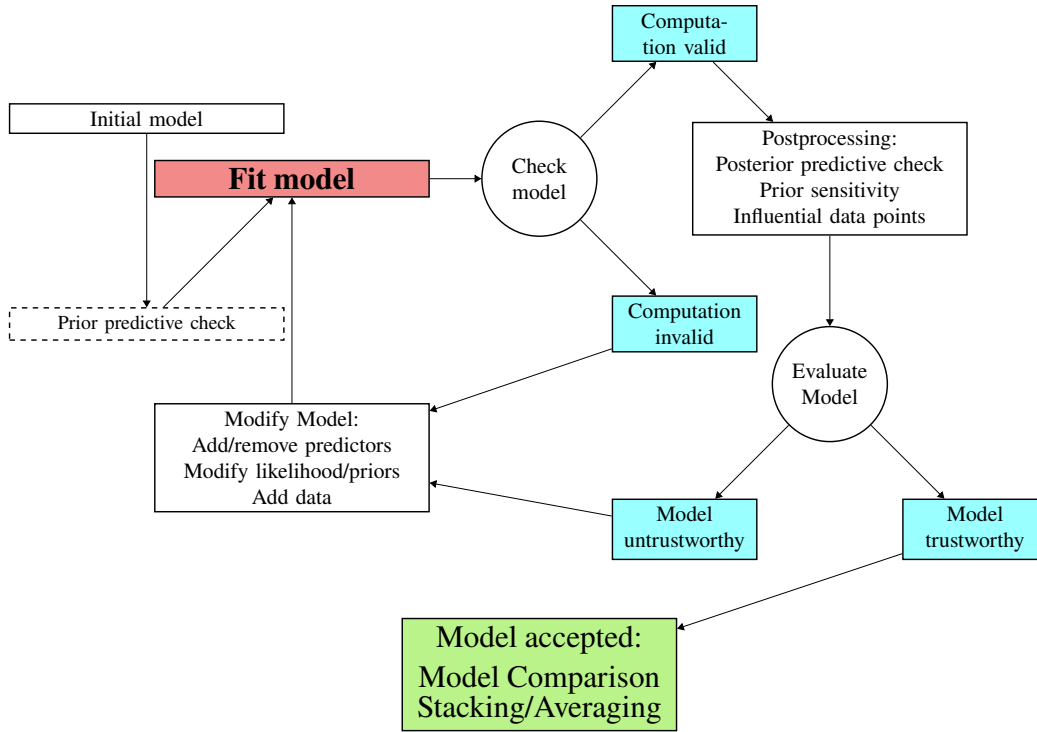 Computa-
tion valid
Initial model
Postprocessing:
Posterior predictive check
Prior sensitivity
Influential data points
Fit model
Check
model
Prior predictive check
Computation
invalid
Evaluate
Model
Modify Model:
Add/remove predictors
Modify likelihood/priors
Add data
Model
untrustworthy
Model
trustworthy
Model accepted:
Model Comparison
Stacking/Averaging